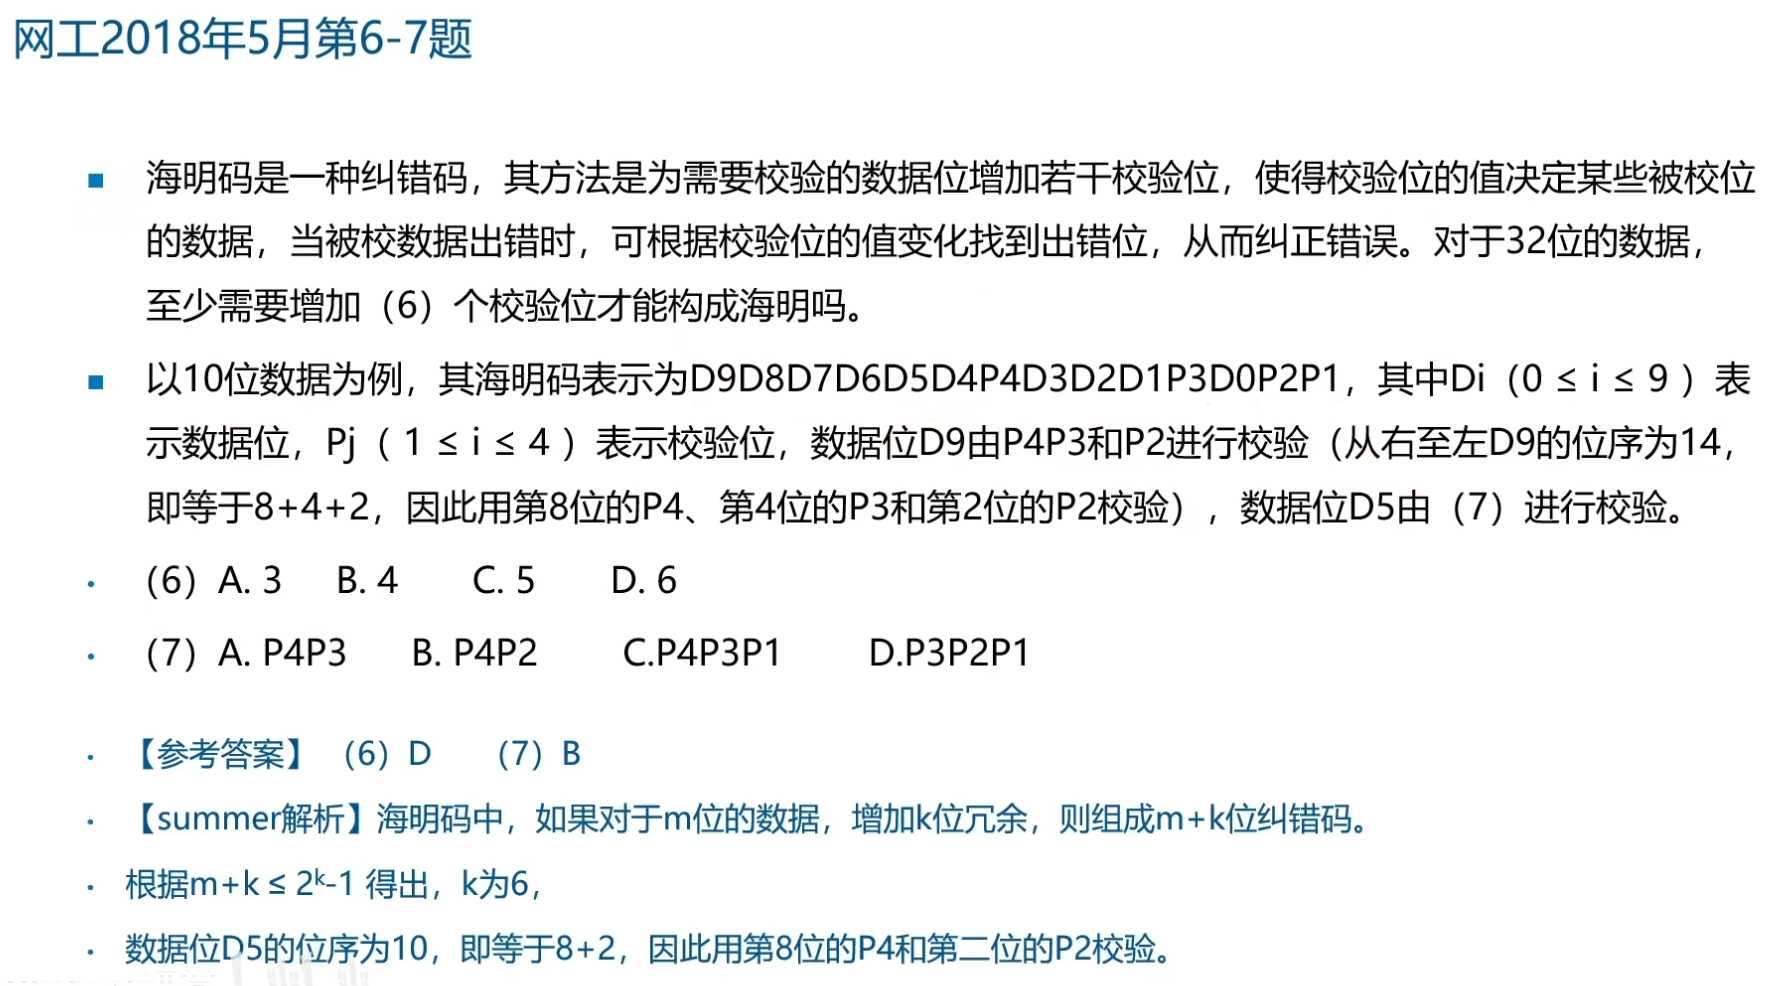 网工2018年5月第6-7题
■ 海明码是一种纠错码，其方法是为需要校验的数据位增加若干校验位，使得校验位的值决定某些被校位
的数据，当被校数据出错时，可根据校验位的值变化找到出错位，从而纠正错误。对于32位的数据，
至少需要增加（6）个校验位才能构成海明吗。
■ 以10位数据为例，其海明码表示为D9D8D7D6D5D4P4D3D2D1P3D0P2P1，其中Di（0 ≤ i ≤ 9 ）表
示数据位，Pj（ 1 ≤ i ≤ 4 ）表示校验位，数据位D9由P4P3和P2进行校验（从右至左D9的位序为14，
即等于8+4+2，因此用第8位的P4、第4位的P3和第2位的P2校验），数据位D5由（7）进行校验。
· （6）A. 3 B. 4 C. 5 D. 6
· （7）A. P4P3 B. P4P2 C.P4P3P1 D.P3P2P1
· 【参考答案】 （6）D （7）B
· 【summer解析】海明码中，如果对于m位的数据，增加k位冗余，则组成m+k位纠错码。
· 根据m+k ≤ 2ᵏ-1 得出，k为6，
· 数据位D5的位序为10，即等于8+2，因此用第8位的P4和第二位的P2校验。